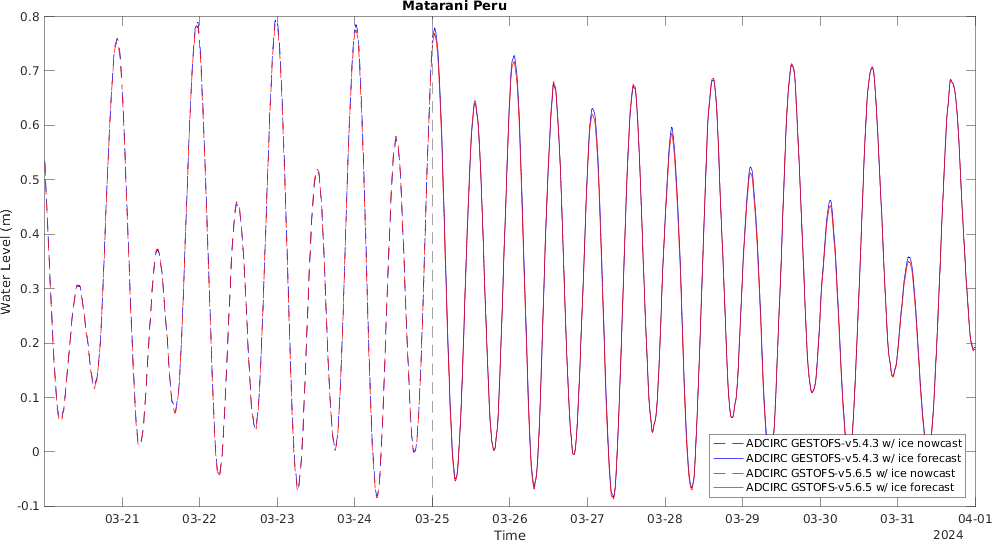 Matarani Peru
Water Level (m)
0.8
0.7
0.6
0.5
0.4
0.3
0.2
0.1
0
-0.1
ADCIRC GESTOFS-v5.4.3 w/ ice nowcast
ADCIRC GESTOFS-v5.4.3 w/ ice forecast
ADCIRC GSTOFS-v5.6.5 w/ ice nowcast
ADCIRC GSTOFS-v5.6.5 w/ ice forecast
03-21 03-22 03-23 03-24 03-25 03-26 03-27 03-28 03-29 03-30 03-31 04-01
Time
2024